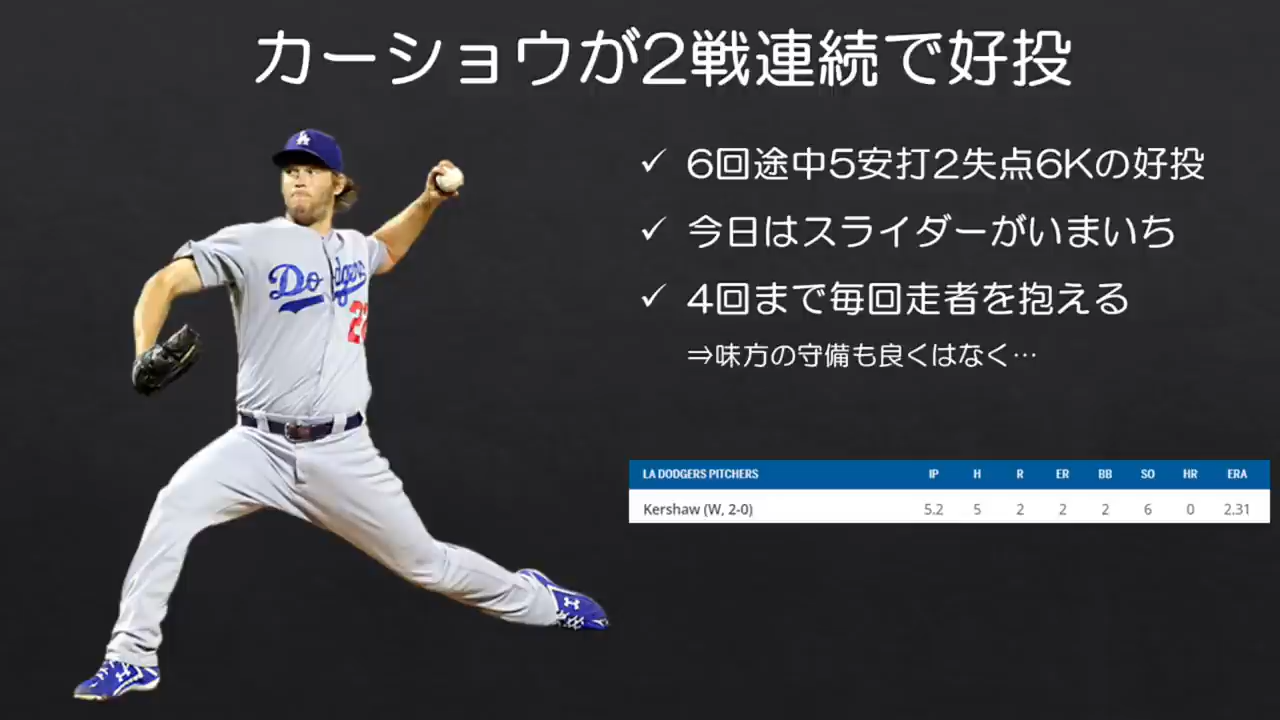 カーショウが2戦連続で好投
✓ 6回途中5安打2失点6Kの好投
✓ 今日はスライダーがいまいち
✓ 4回まで毎回走者を抱える
⇒味方の守備も良くはなく…
LA DODGERS PITCHERS IP H R ER BB SO HR ERA
Kershaw (W, 2-0) 5.2 5 2 2 2 6 0 2.31
LA
Dodgers
22